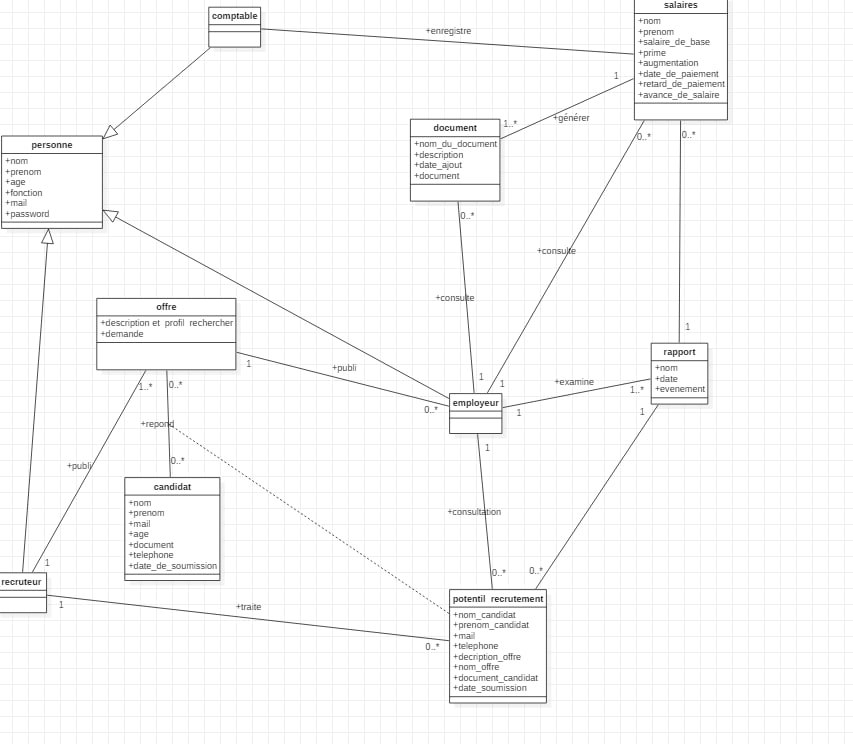 comptable
+enregistre
salaires
+nom
+prenom
+salaire_de_base
+prime
+augmentation
+date_de_paiement
+retard_de_paiement
+avance_de_salaire
1
+générer
1..*
document
+nom_du_document
+description
+date_ajout
+document
0..*
0..*
0..*
personne
+nom
+prenom
+age
+fonction
+mail
+password
+consulte
+consulte
offre
+description et profil rechercher
+demande
1
+publi
0..*
1
1
employeur
1
+examine
1..*
1
rapport
+nom
+date
+evenement
1
1..*
0..*
+repond
0..*
+publi
candidat
+nom
+prenom
+mail
+age
+document
+telephone
+date_de_soumission
1
+consultation
0..*
0..*
1
recruteur
1
+traite
0..*
potentil recrutement
+nom_candidat
+prenom_candidat
+mail
+telephone
+decription_offre
+nom_offre
+document_candidat
+date_soumission